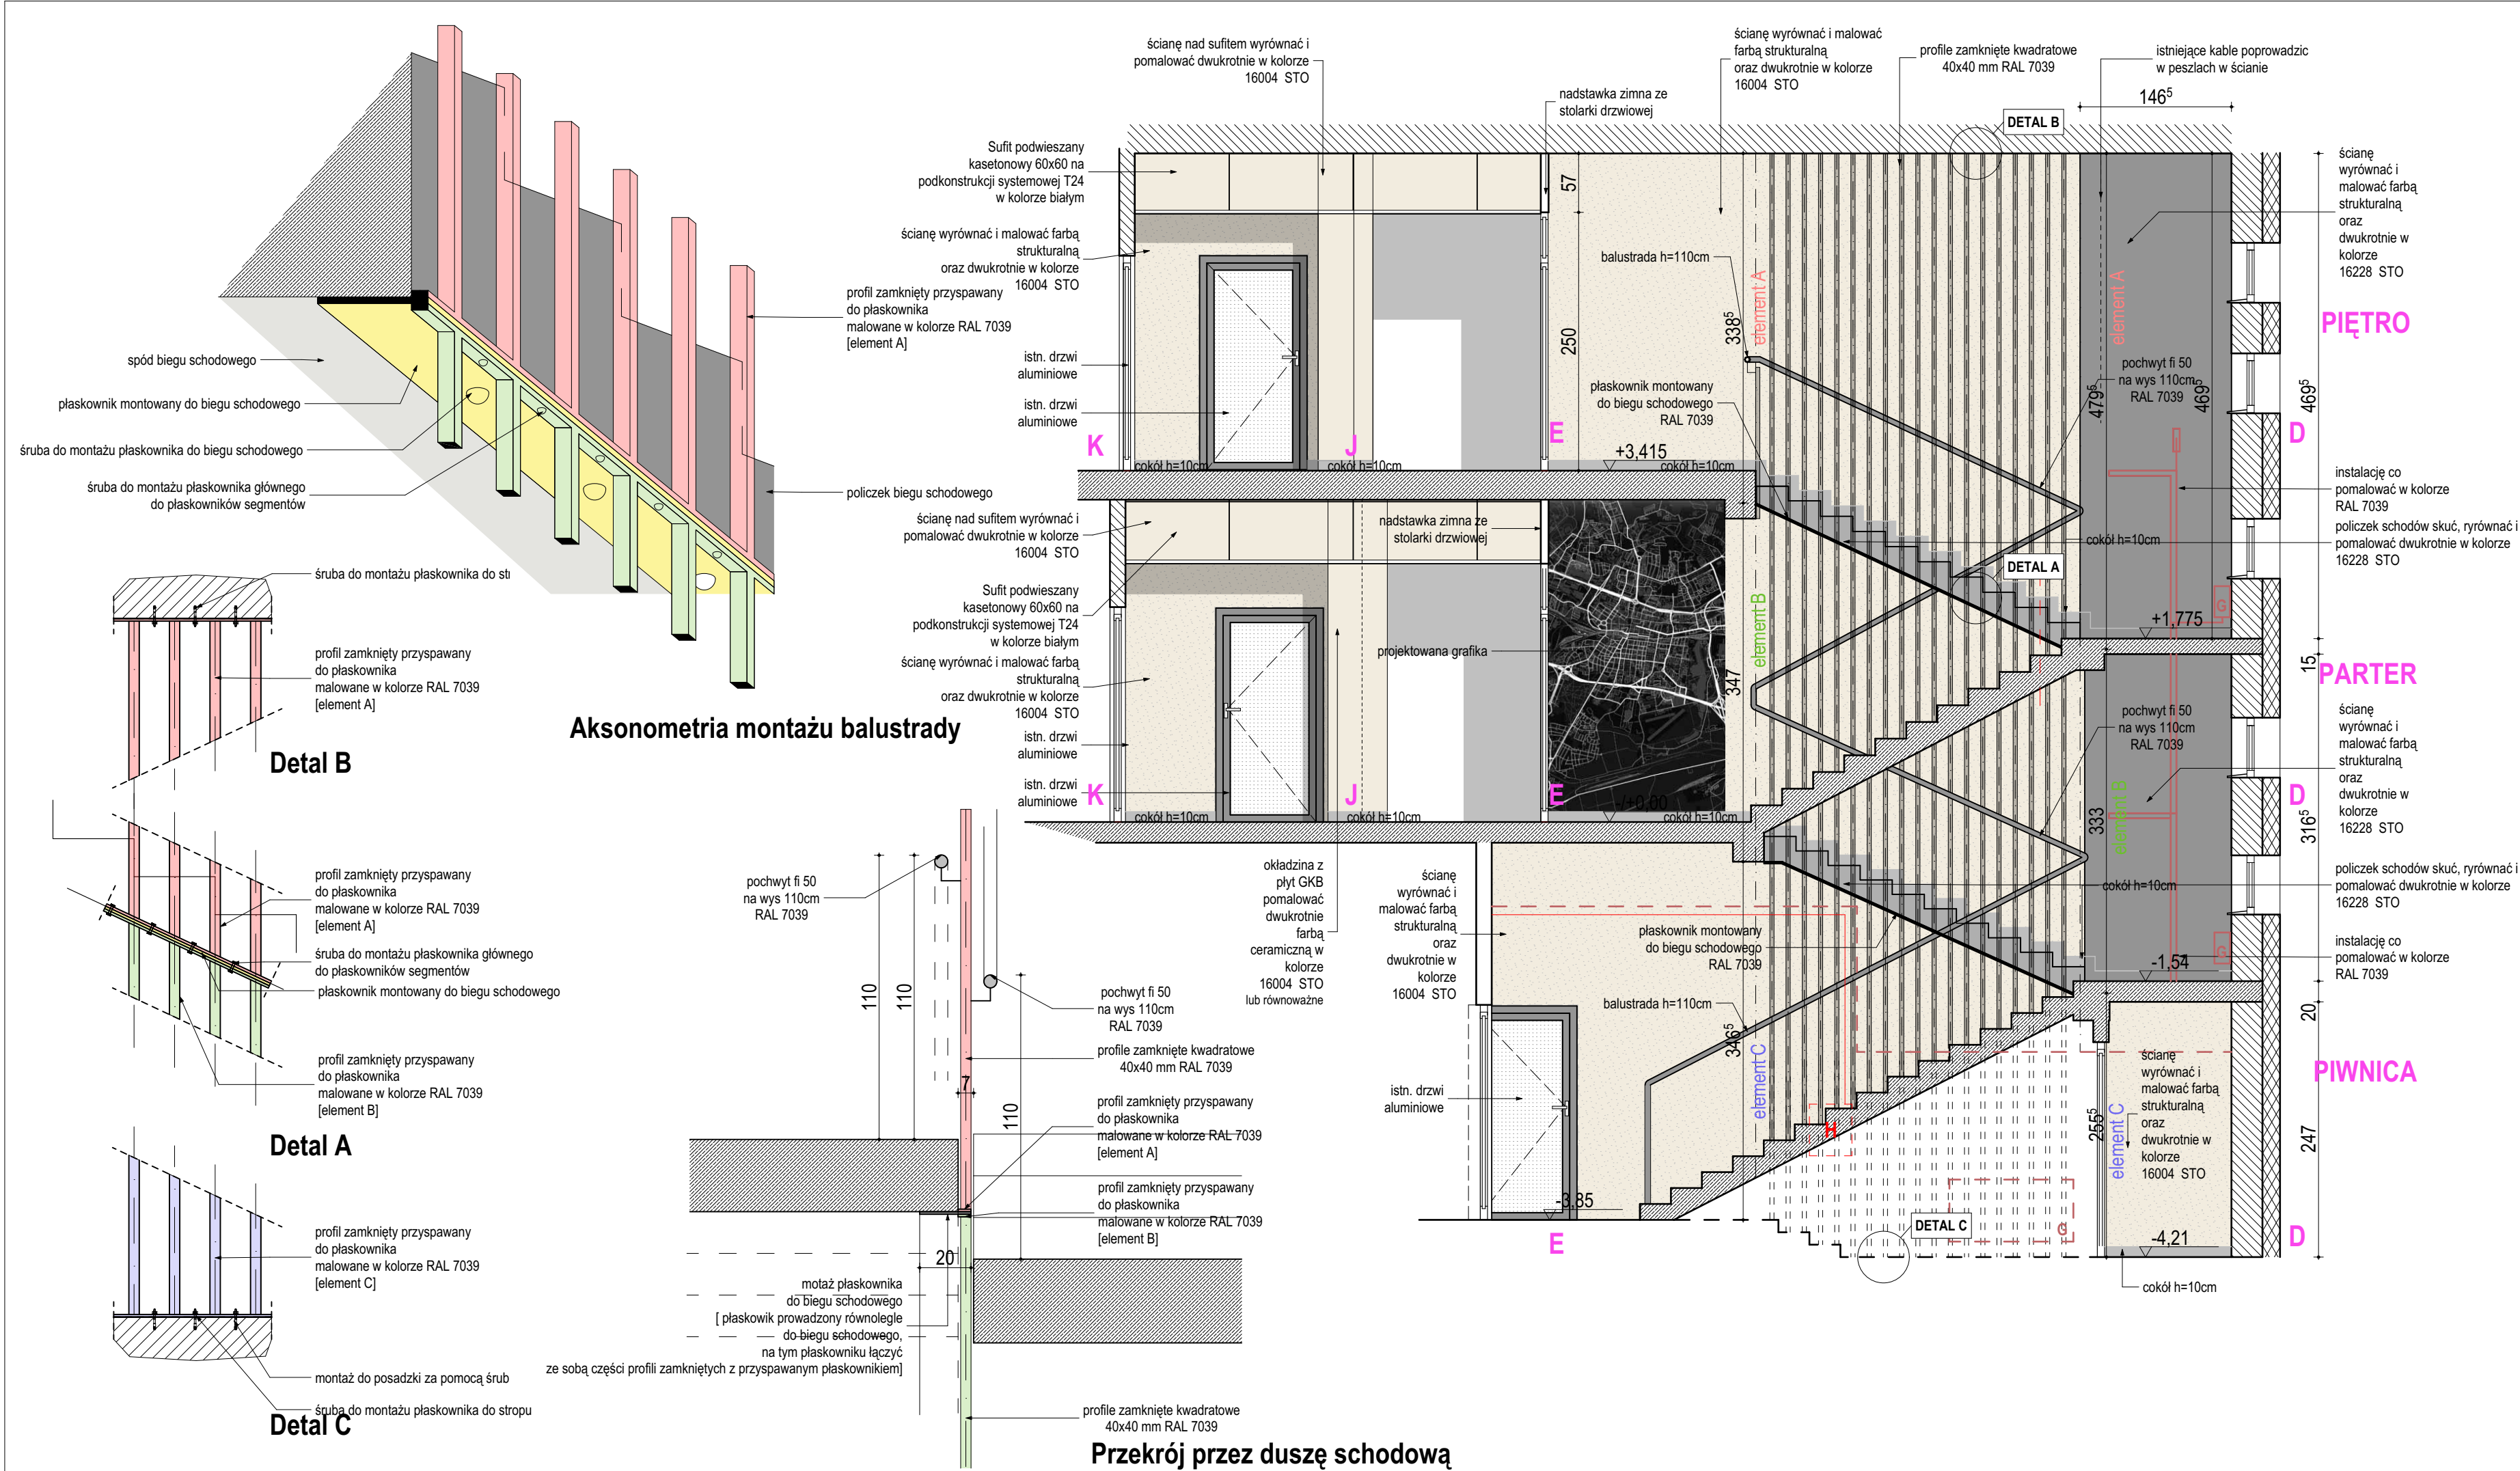 ścianę nad sufitem wyrównać i
pomalować dwukrotnie w kolorze
16004 STO
nadstawka zimna ze
stolarki drzwiowej
ścianę wyrównać i malować
farbą strukturalną
oraz dwukrotnie w kolorze
16004 STO
profile zamknięte kwadratowe
40x40 mm RAL 7039
istniejące kable poprowadzic
w peszlach w ścianie
146⁵
DETAL B
Sufit podwieszany
kasetonowy 60x60 na
podkonstrukcji systemowej T24
w kolorze białym
ścianę wyrównać i malować farbą
strukturalną
oraz dwukrotnie w kolorze
16004 STO
profil zamknięty przyspawany
do płaskownika
malowane w kolorze RAL 7039
[element A]
istn. drzwi
aluminiowe
istn. drzwi
aluminiowe
K
J
E
57
250
338⁵
balustrada h=110cm
element A
płaskownik montowany
do biegu schodowego
RAL 7039
+3,415
cokół h=10cm
cokół h=10cm
cokół h=10cm
element A
pochwyt fi 50
na wys 110cm
RAL 7039
479⁵
469⁵
469⁵
ścianę
wyrównać i
malować farbą
strukturalną
oraz
dwukrotnie w
kolorze
16228 STO
PIĘTRO
D
instalację co
pomalować w kolorze
RAL 7039
policzek schodów skuć, ryrównać i
pomalować dwukrotnie w kolorze
16228 STO
spód biegu schodowego
płaskownik montowany do biegu schodowego
śruba do montażu płaskownika do biegu schodowego
śruba do montażu płaskownika głównego
do płaskowników segmentów
policzek biegu schodowego
Aksonometria montażu balustrady
śruba do montażu płaskownika do st
profil zamknięty przyspawany
do płaskownika
malowane w kolorze RAL 7039
[element A]
Detal B
profil zamknięty przyspawany
do płaskownika
malowane w kolorze RAL 7039
[element A]
śruba do montażu płaskownika głównego
do płaskowników segmentów
płaskownik montowany do biegu schodowego
profil zamknięty przyspawany
do płaskownika
malowane w kolorze RAL 7039
[element B]
Detal A
profil zamknięty przyspawany
do płaskownika
malowane w kolorze RAL 7039
[element C]
montaż do posadzki za pomocą śrub
śruba do montażu płaskownika do stropu
Detal C
ścianę nad sufitem wyrównać i
pomalować dwukrotnie w kolorze
16004 STO
nadstawka zimna ze
stolarki drzwiowej
Sufit podwieszany
kasetonowy 60x60 na
podkonstrukcji systemowej T24
w kolorze białym
ścianę wyrównać i malować farbą
strukturalną
oraz dwukrotnie w kolorze
16004 STO
projektowana grafika
istn. drzwi
aluminiowe
istn. drzwi
aluminiowe
K
J
E
element B
347
-/+0,00
cokół h=10cm
cokół h=10cm
cokół h=10cm
cokół h=10cm
DETAL A
G
+1,775
15
PARTER
pochwyt fi 50
na wys 110cm
RAL 7039
element B
333
ścianę
wyrównać i
malować farbą
strukturalną
oraz
dwukrotnie w
kolorze
16228 STO
D
316⁵
policzek schodów skuć, ryrównać i
pomalować dwukrotnie w kolorze
16228 STO
cokół h=10cm
instalację co
pomalować w kolorze
RAL 7039
G
-1,54
20
okładzina z
płyt GKB
pomalować
dwukrotnie
farbą
ceramiczną w
kolorze
16004 STO
lub równoważne
ścianę
wyrównać i
malować farbą
strukturalną
oraz
dwukrotnie w
kolorze
16004 STO
płaskownik montowany
do biegu schodowego
RAL 7039
balustrada h=110cm
346⁵
element C
istn. drzwi
aluminiowe
-3,85
E
H
255⁵
element C
ścianę
wyrównać i
malować farbą
strukturalną
oraz
dwukrotnie w
kolorze
16004 STO
PIWNICA
247
DETAL C
G
-4,21
D
cokół h=10cm
pochwyt fi 50
na wys 110cm
RAL 7039
110
110
110
7
20
pochwyt fi 50
na wys 110cm
RAL 7039
profile zamknięte kwadratowe
40x40 mm RAL 7039
profil zamknięty przyspawany
do płaskownika
malowane w kolorze RAL 7039
[element A]
profil zamknięty przyspawany
do płaskownika
malowane w kolorze RAL 7039
[element B]
motaż płaskownika
do biegu schodowego
[ płaskowik prowadzony równolegle
do biegu schodowego,
na tym płaskowniku łączyć
ze sobą części profili zamkniętych z przyspawanym płaskownikiem]
profile zamknięte kwadratowe
40x40 mm RAL 7039
Przekrój przez duszę schodową